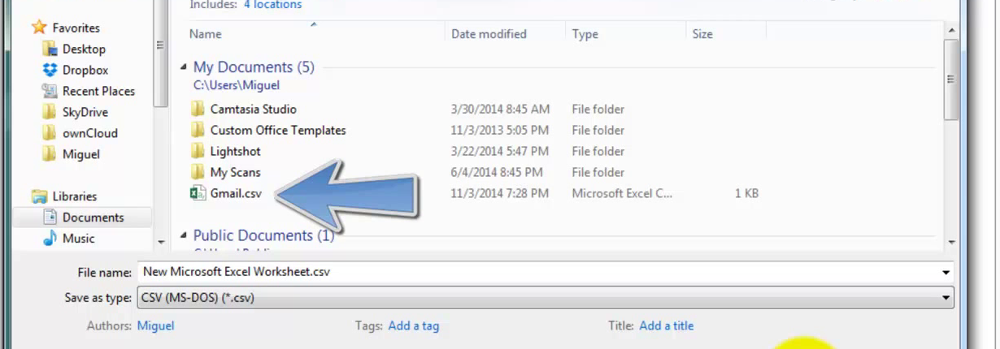 Includes: 4 locations
Name Date modified Type Size
Favorites
Desktop
Dropbox
Recent Places
SkyDrive
ownCloud
Miguel
Libraries
Documents
Music
My Documents (5)
C:\Users\Miguel
Camtasia Studio 3/30/2014 8:45 AM File folder
Custom Office Templates 11/3/2013 5:05 PM File folder
Lightshot 3/22/2014 5:47 PM File folder
My Scans 6/4/2014 8:45 PM File folder
Gmail.csv 11/3/2014 7:28 PM Microsoft Excel C... 1 KB
Public Documents (1)
File name: New Microsoft Excel Worksheet.csv
Save as type: CSV (MS-DOS) (*.csv)
Authors: Miguel Tags: Add a tag Title: Add a title